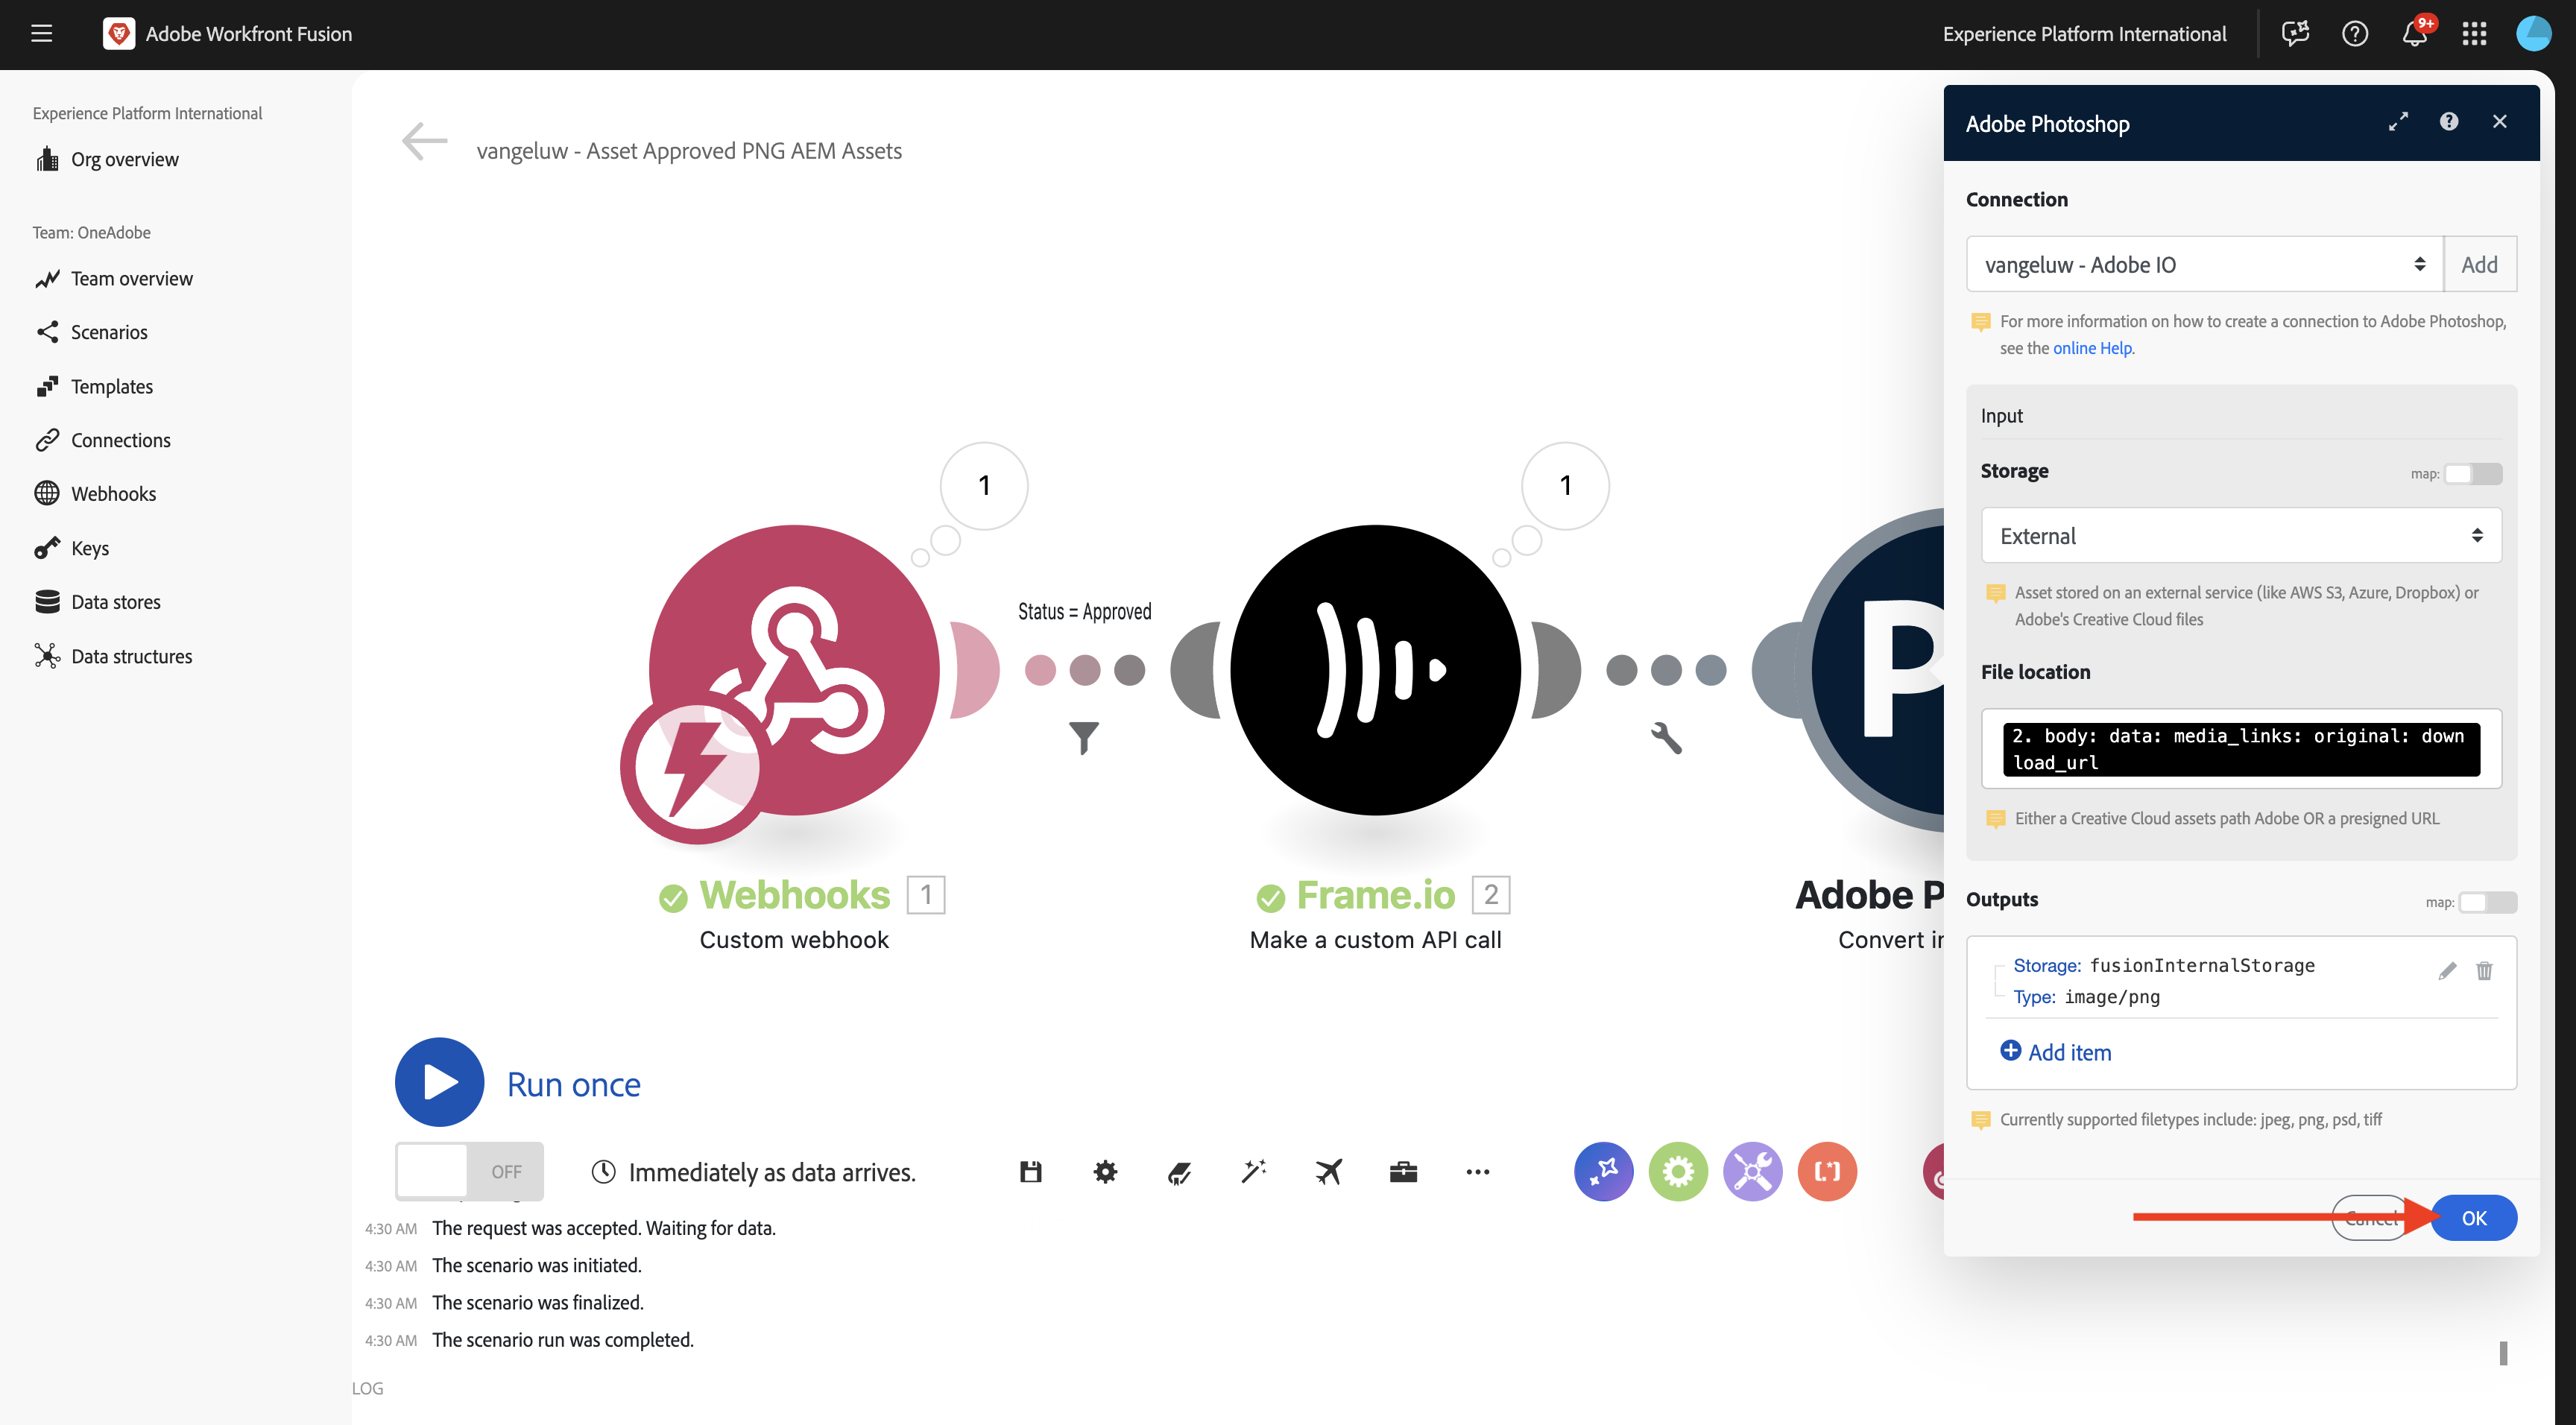 Adobe Workfront Fusion
Experience Platform International
9+
Experience Platform International
Org overview
Team: OneAdobe
Team overview
Scenarios
Templates
Connections
Webhooks
Keys
Data stores
Data structures
vangeluw - Asset Approved PNG AEM Assets
1
1
Status = Approved
Webhooks 1
Custom webhook
Frame.io 2
Make a custom API call
Adobe P
Convert in
Run once
OFF
Immediately as data arrives.
4:30 AM The request was accepted. Waiting for data.
4:30 AM The scenario was initiated.
4:30 AM The scenario was finalized.
4:30 AM The scenario run was completed.
LOG
Adobe Photoshop
Connection
vangeluw - Adobe IO
Add
For more information on how to create a connection to Adobe Photoshop,
see the online Help.
Input
Storage
map:
External
Asset stored on an external service (like AWS S3, Azure, Dropbox) or
Adobe's Creative Cloud files
File location
2. body: data: media_links: original: down
load_url
Either a Creative Cloud assets path Adobe OR a presigned URL
Outputs
map:
Storage: fusionInternalStorage
Type: image/png
Add item
Currently supported filetypes include: jpeg, png, psd, tiff
Cancel
OK